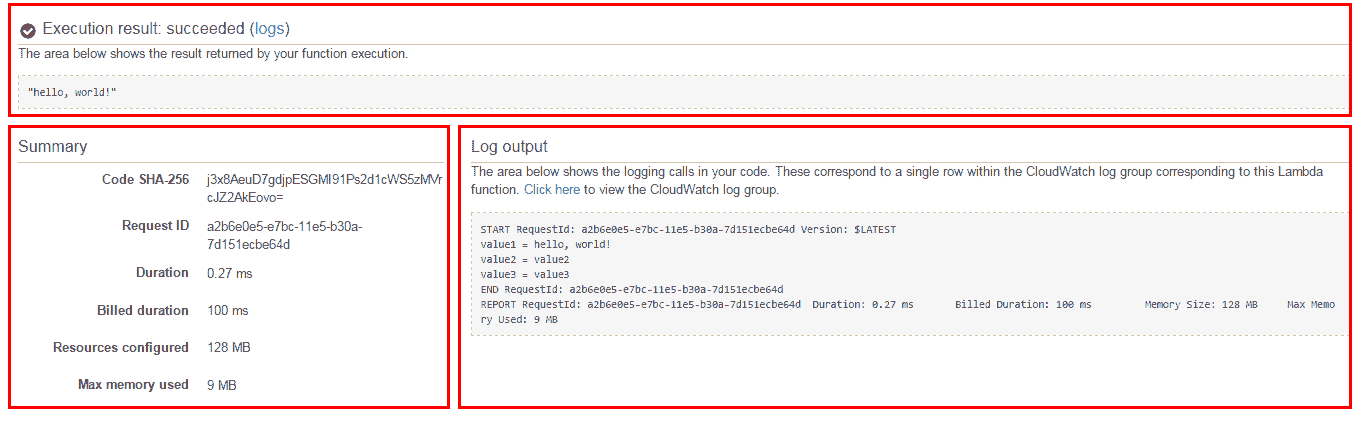 Execution result: succeeded (logs)
The area below shows the result returned by your function execution.
"hello, world!"
Summary
Code SHA-256 j3x8AeuD7gdjpESGMI91Ps2d1cWS5zMVr
cJZ2AkEovo=
Request ID a2b6e0e5-e7bc-11e5-b30a-
7d151ecbe64d
Duration 0.27 ms
Billed duration 100 ms
Resources configured 128 MB
Max memory used 9 MB
Log output
The area below shows the logging calls in your code. These correspond to a single row within the CloudWatch log group corresponding to this Lambda
function. Click here to view the CloudWatch log group.
START RequestId: a2b6e0e5-e7bc-11e5-b30a-7d151ecbe64d Version: $LATEST
value1 = hello, world!
value2 = value2
value3 = value3
END RequestId: a2b6e0e5-e7bc-11e5-b30a-7d151ecbe64d
REPORT RequestId: a2b6e0e5-e7bc-11e5-b30a-7d151ecbe64d Duration: 0.27 ms Billed Duration: 100 ms Memory Size: 128 MB Max Memo
ry Used: 9 MB